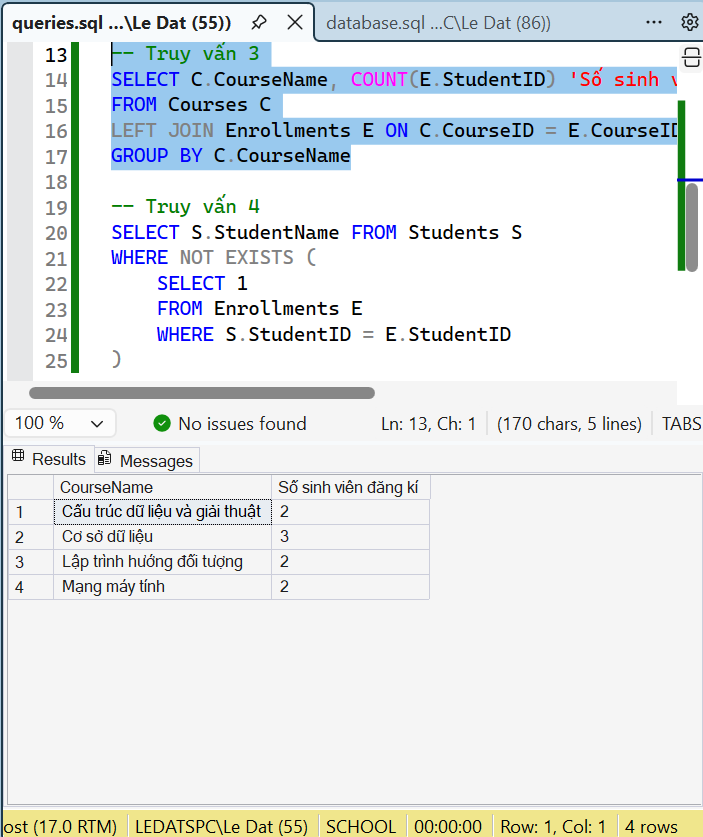 queries.sql ...\Le Dat (55))
database.sql ...C\Le Dat (86))
...
13 -- Truy vấn 3
14 SELECT C.CourseName, COUNT(E.StudentID) 'Số sinh v
15 FROM Courses C
16 LEFT JOIN Enrollments E ON C.CourseID = E.CourseID
17 GROUP BY C.CourseName
18
19 -- Truy vấn 4
20 SELECT S.StudentName FROM Students S
21 WHERE NOT EXISTS (
22 SELECT 1
23 FROM Enrollments E
24 WHERE S.StudentID = E.StudentID
25 )
100 % No issues found Ln: 13, Ch: 1 (170 chars, 5 lines) TABS
Results Messages
CourseName Số sinh viên đăng kí
1 Cấu trúc dữ liệu và giải thuật 2
2 Cơ sở dữ liệu 3
3 Lập trình hướng đối tượng 2
4 Mạng máy tính 2
ost (17.0 RTM) LEDATSPC\Le Dat (55) SCHOOL 00:00:00 Row: 1, Col: 1 4 rows